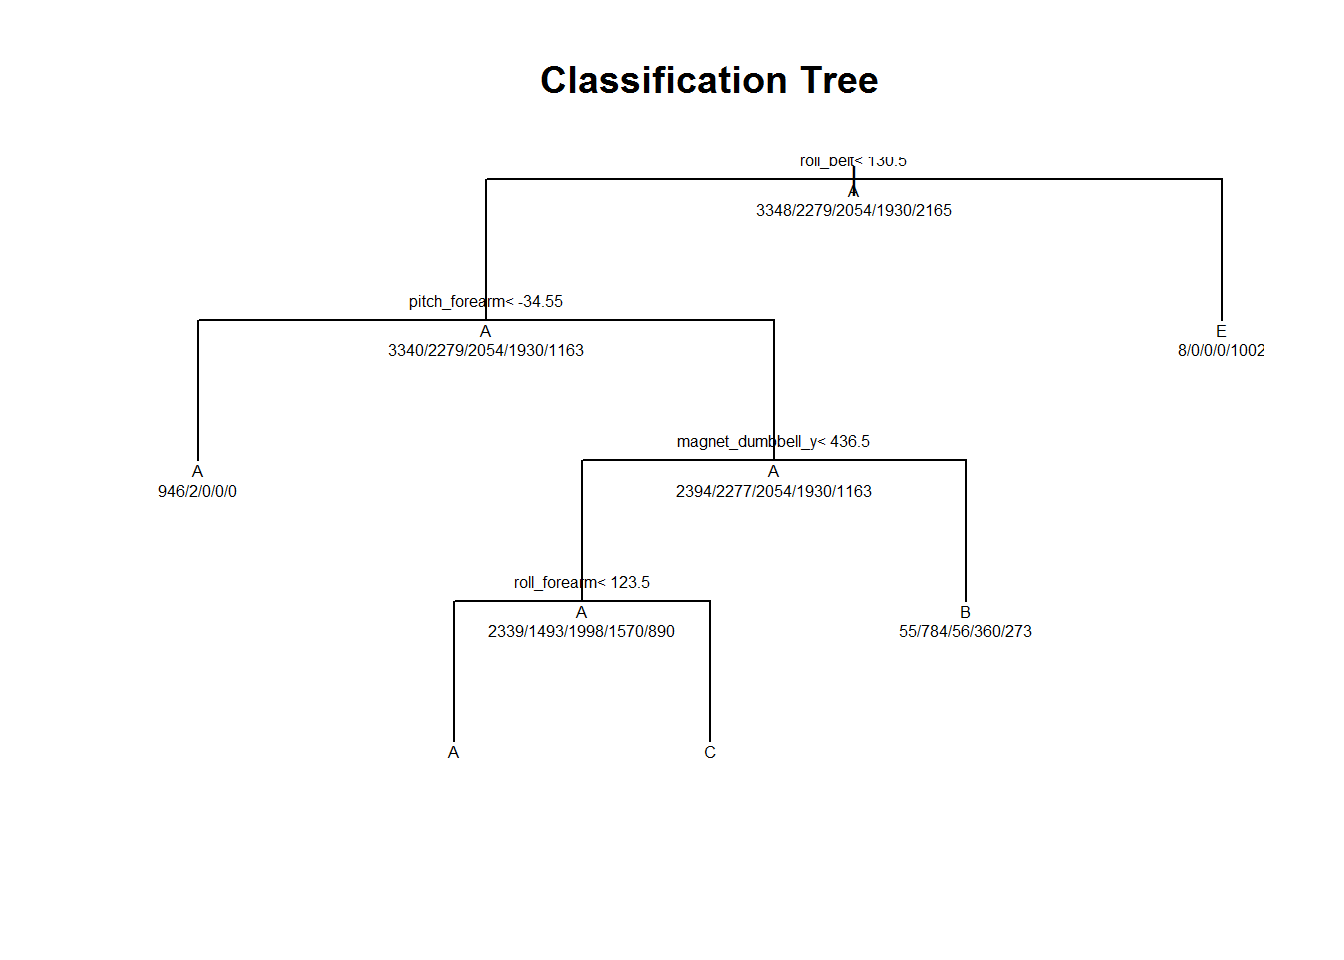 Classification Tree
roll_belt< 130.5
A
3348/2279/2054/1930/2165
pitch_forearm< -34.55
A
3340/2279/2054/1930/1163
E
8/0/0/0/1002
magnet_dumbbell_y< 436.5
A
946/2/0/0/0
A
2394/2277/2054/1930/1163
roll_forearm< 123.5
A
2339/1493/1998/1570/890
B
55/784/56/360/273
A
C